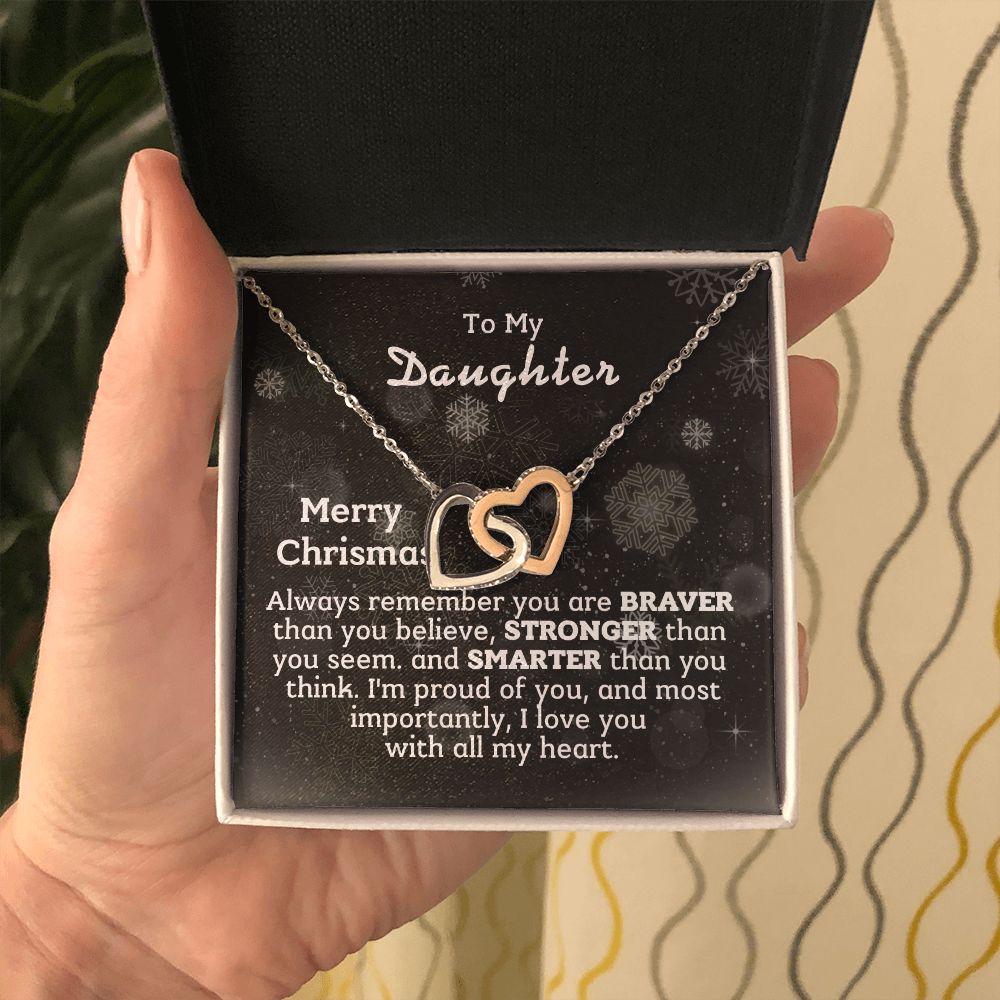 To My
Daughter
Merry
Chrismas
Always remember you are BRAVER
than you believe, STRONGER than
you seem. and SMARTER than you
think. I'm proud of you, and most
importantly, I love you
with all my heart.